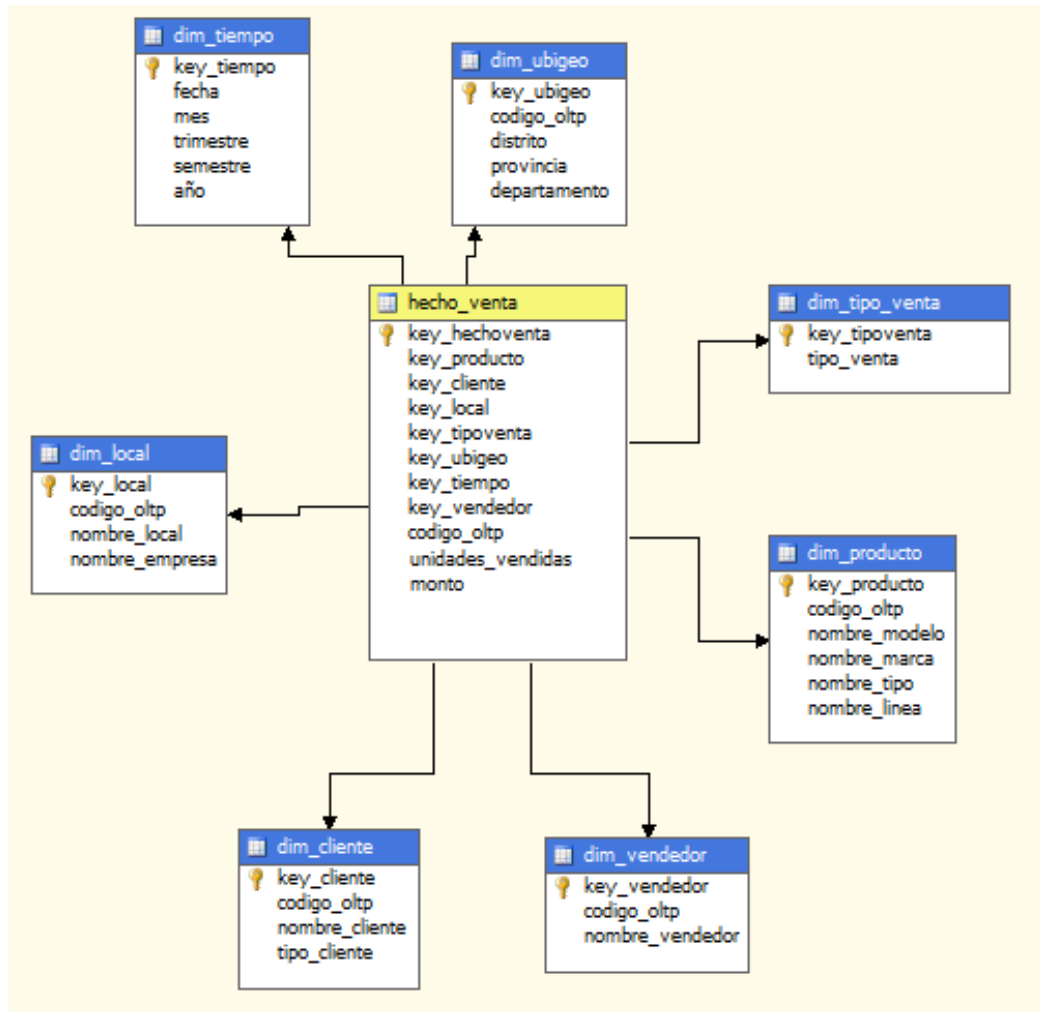 dim_tiempo
key_tiempo
fecha
mes
trimestre
semestre
año
dim_ubigeo
key_ubigeo
codigo_oltp
distrito
provincia
departamento
hecho_venta
key_hechoventa
key_producto
key_cliente
key_local
key_tipoventa
key_ubigeo
key_tiempo
key_vendedor
codigo_oltp
unidades_vendidas
monto
dim_tipo_venta
key_tipoventa
tipo_venta
dim_local
key_local
codigo_oltp
nombre_local
nombre_empresa
dim_producto
key_producto
codigo_oltp
nombre_modelo
nombre_marca
nombre_tipo
nombre_linea
dim_cliente
key_cliente
codigo_oltp
nombre_cliente
tipo_cliente
dim_vendedor
key_vendedor
codigo_oltp
nombre_vendedor